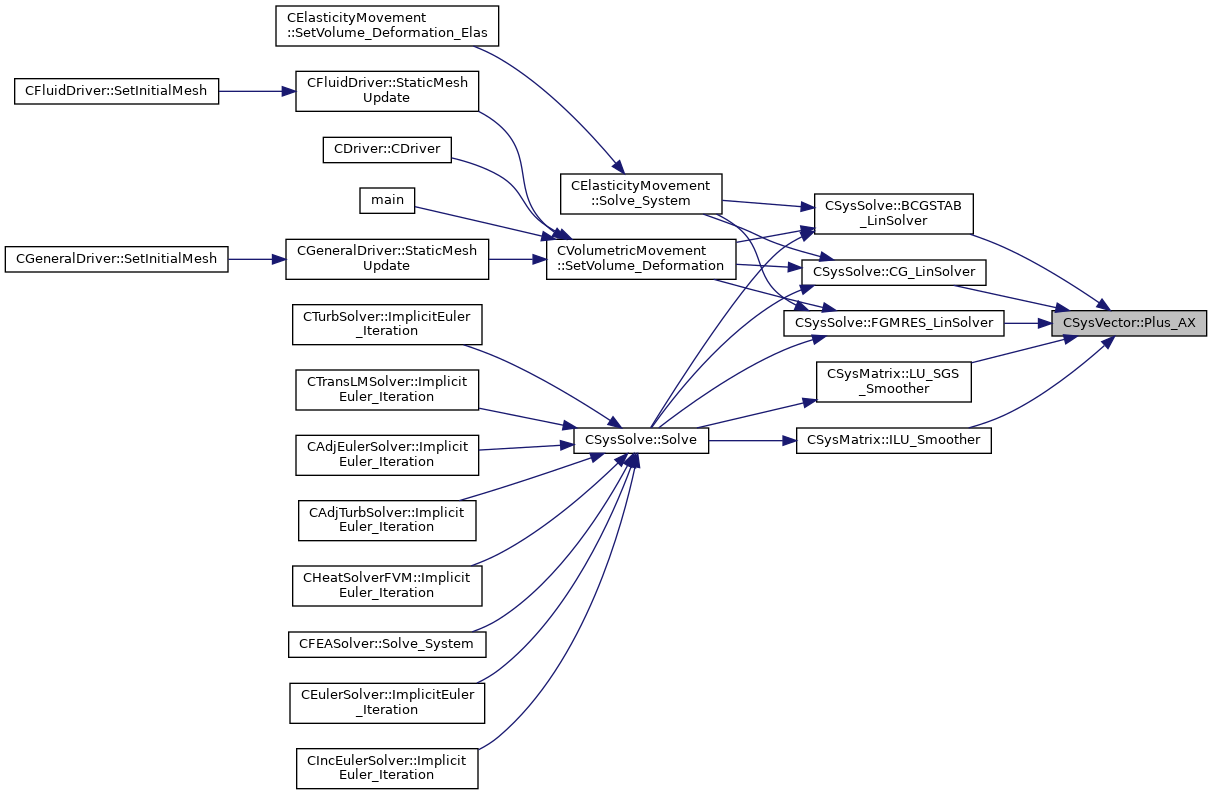 CElasticityMovement
::SetVolume_Deformation_Elas
CFluidDriver::SetInitialMesh
CFluidDriver::StaticMesh
Update
CDriver::CDriver
main
CGeneralDriver::SetInitialMesh
CGeneralDriver::StaticMesh
Update
CElasticityMovement
::Solve_System
CVolumetricMovement
::SetVolume_Deformation
CSysSolve::BCGSTAB
_LinSolver
CSysSolve::CG_LinSolver
CSysSolve::FGMRES_LinSolver
CSysVector::Plus_AX
CSysMatrix::LU_SGS
_Smoother
CSysMatrix::ILU_Smoother
CSysSolve::Solve
CTurbSolver::ImplicitEuler
_Iteration
CTransLMSolver::Implicit
Euler_Iteration
CAdjEulerSolver::Implicit
Euler_Iteration
CAdjTurbSolver::Implicit
Euler_Iteration
CHeatSolverFVM::Implicit
Euler_Iteration
CFEASolver::Solve_System
CEulerSolver::ImplicitEuler
_Iteration
CIncEulerSolver::Implicit
Euler_Iteration